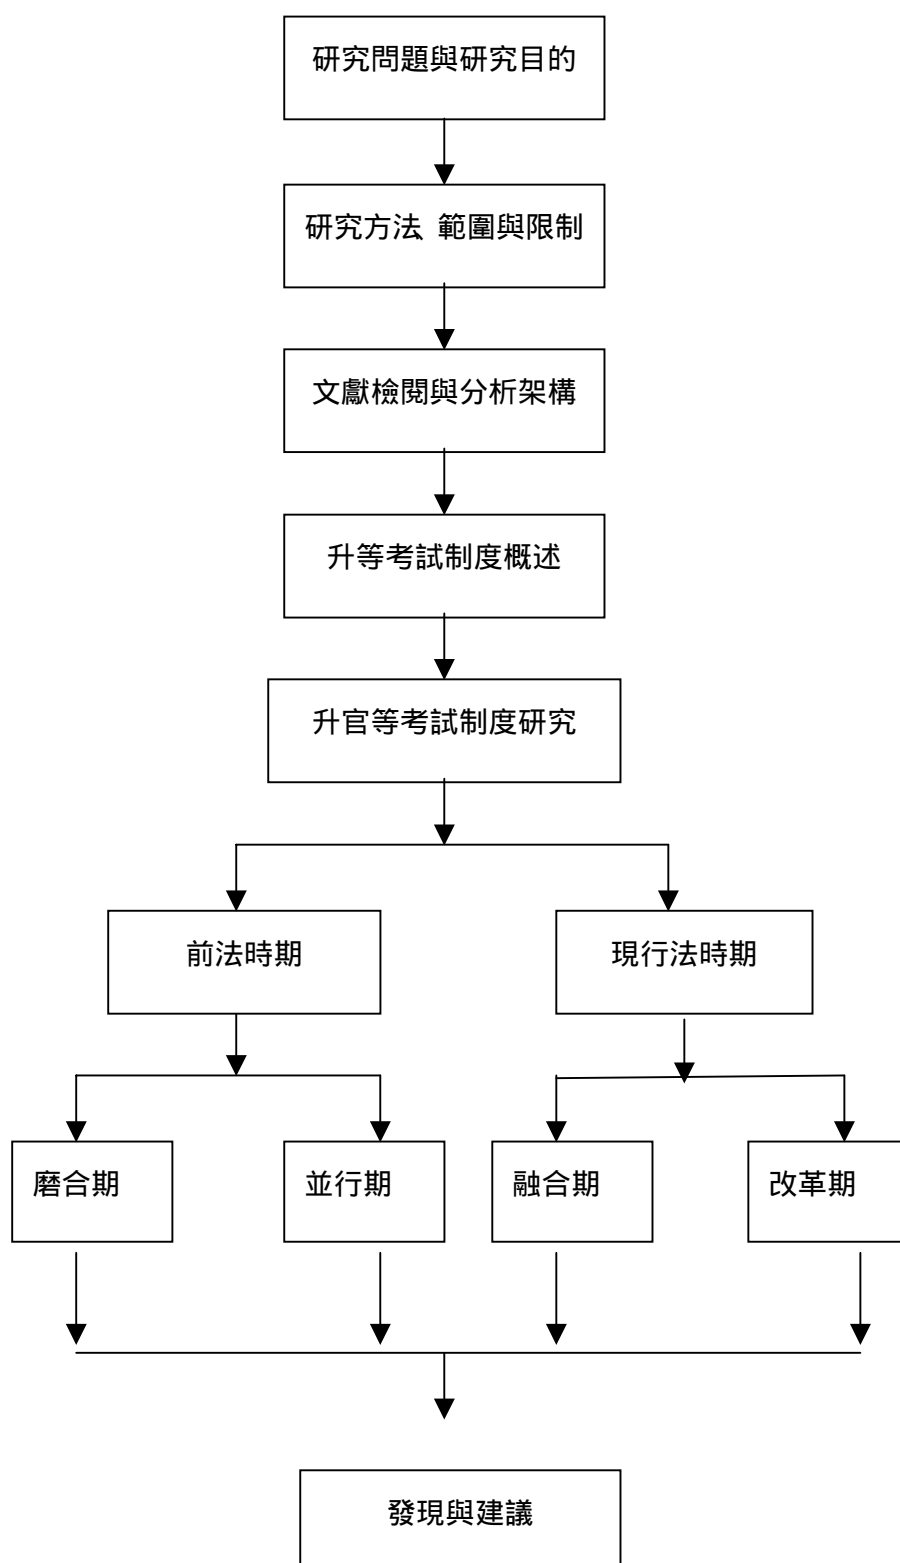 研究問題與研究目的
研究方法、範圍與限制
文獻檢閱與分析架構
升等考試制度概述
升官等考試制度研究
前法時期
現行法時期
磨合期
並行期
融合期
改革期
發現與建議